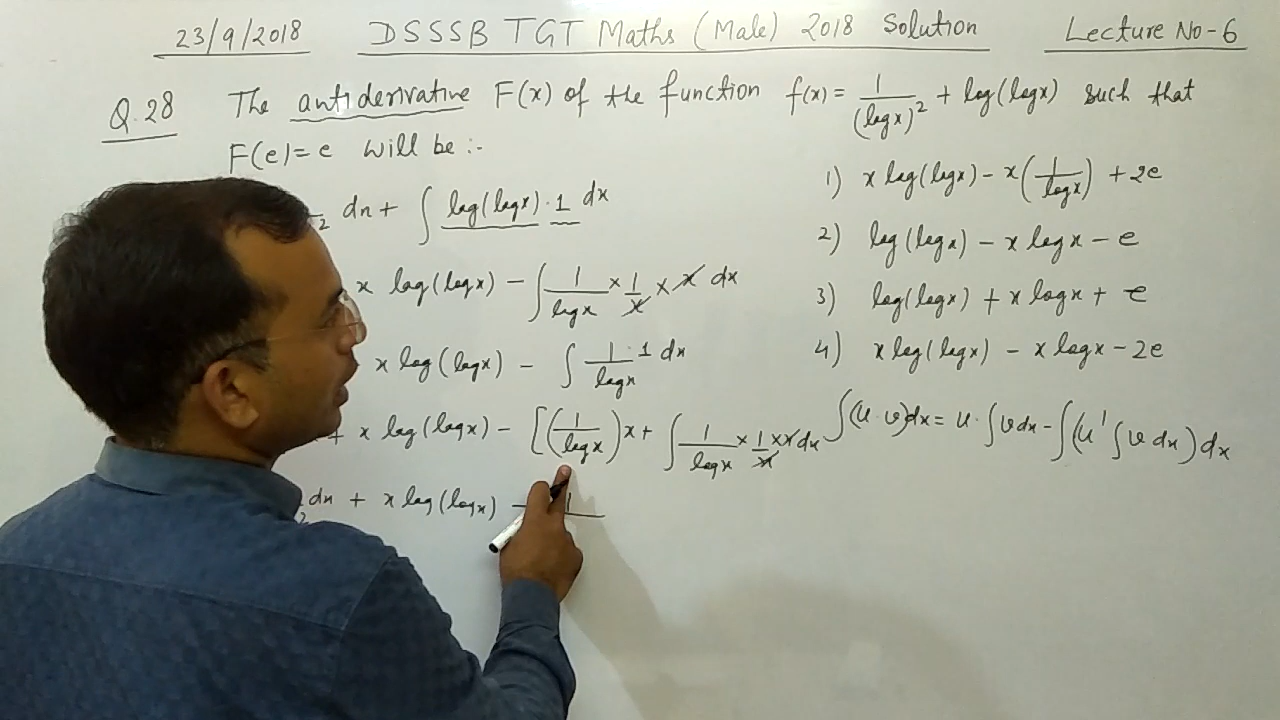 23/9/2018 DSSSB TGT Maths (Male) 2018 Solution Lecture No-6
Q.28 The antiderivative F(x) of the function f(x) = 1/(logx)² + log(logx) such that
F(e)=e will be :-
1) x log(logx) - x(1/logx) + 2e
2) log(logx) - x logx - e
3) log(logx) + x logx + e
4) x log(logx) - x logx - 2e
2 dx + ∫ log(logx) · 1 dx
x log(logx) - ∫ 1/logx × 1/x × x dx
x log(logx) - ∫ 1/logx · 1 dx
+ x log(logx) - [(1/logx)x + ∫ 1/logx × 1/x × x dx
∫(u·v)dx = u·∫v dx - ∫(u' ∫v dx) dx
2 dx + x log(logx) - 1